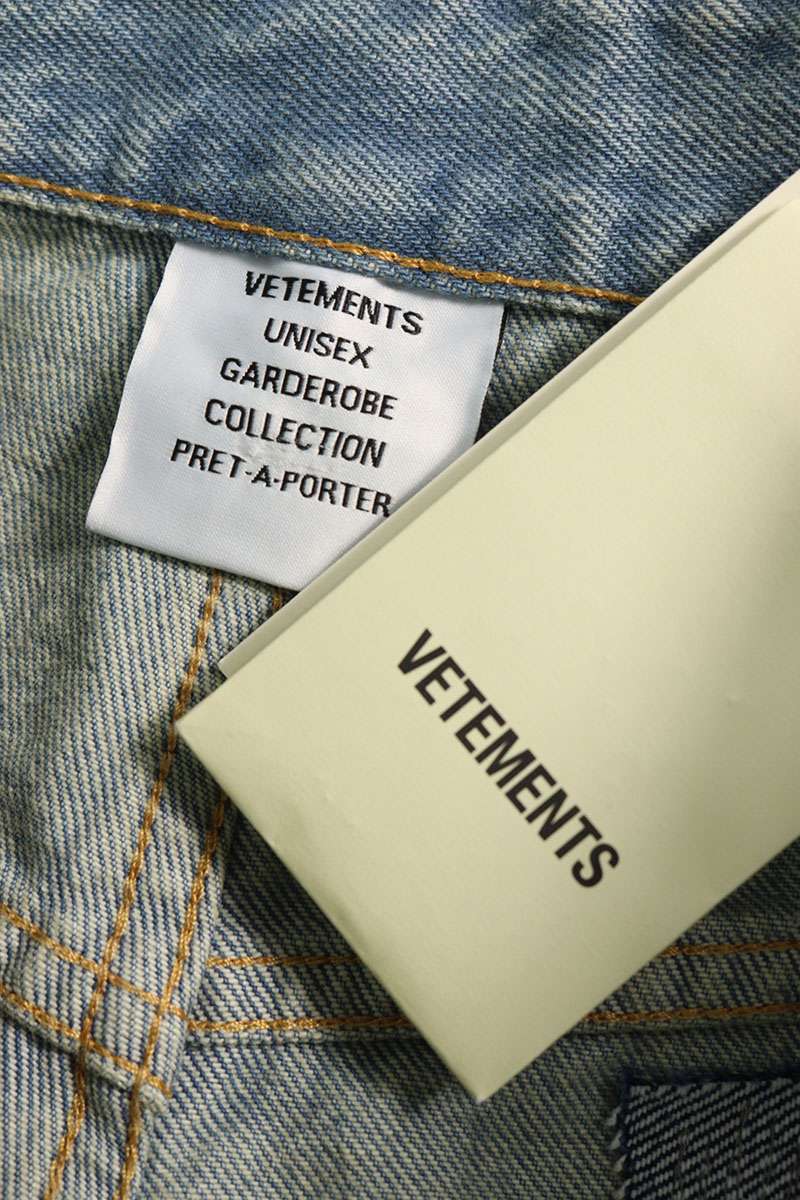 VETEMENTS
UNISEX
GARDEROBE
COLLECTION
PRET-A-PORTER
VETEMENTS